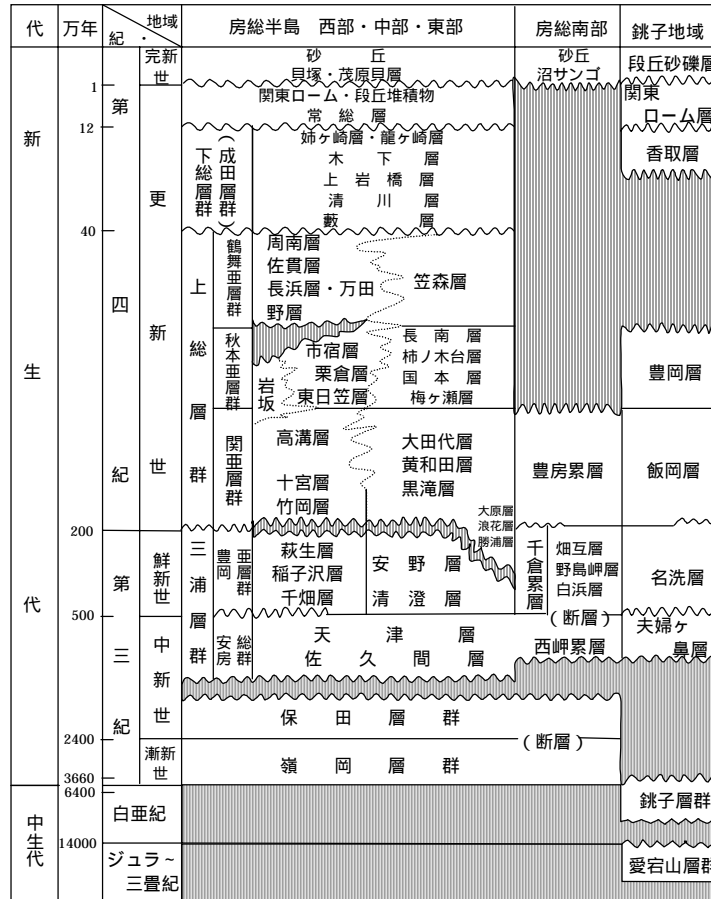 代 万年 紀・地域 房総半島 西部・中部・東部 房総南部 銚子地域
新生代
中生代
1
12
40
200
500
2400
3660
6400
14000
第四紀
第三紀
白亜紀
ジュラ~
三畳紀
完新世
更新世
鮮新世
中新世
漸新世
砂丘
貝塚・茂原貝層
関東ローム・段丘堆積物
常総層
下総層群
(成田層群)
姉ヶ崎層・龍ヶ崎層
木下層
上岩橋層
清川層
藪層
上総層群
鶴舞亜層群
周南層
佐貫層
長浜層・万田
野層
笠森層
秋本亜層群
市宿層
栗倉層
東日笠層
岩坂
長南層
柿ノ木台層
国本層
梅ヶ瀬層
関亜層群
高溝層
十宮層
竹岡層
大田代層
黄和田層
黒滝層
大原層
浪花層
勝浦層
三浦層群
豊岡亜層群
萩生層
稲子沢層
千畑層
安野層
清澄層
安房総群
天津層
佐久間層
保田層群
嶺岡層群
砂丘
沼サンゴ
豊房累層
千倉累層
畑互層
野島岬層
白浜層
(断層)
西岬累層
(断層)
段丘砂礫層
関東
ローム層
香取層
豊岡層
飯岡層
名洗層
夫婦ヶ
鼻層
銚子層群
愛宕山層群